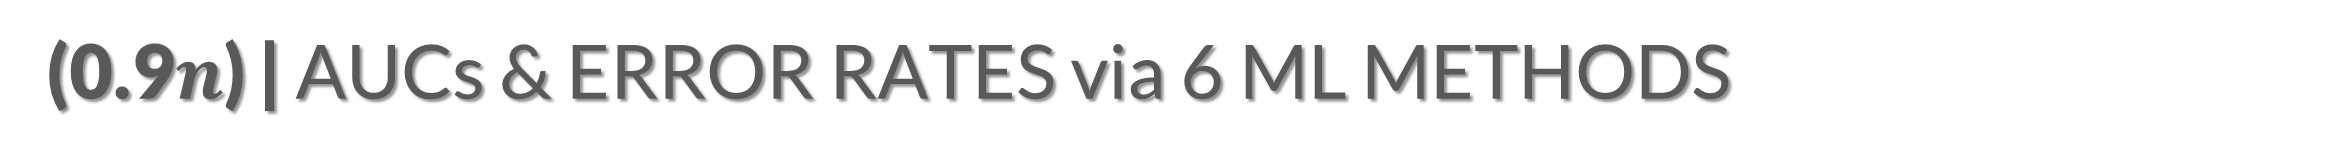 (0.9n) | AUCs & ERROR RATES via 6 ML METHODS